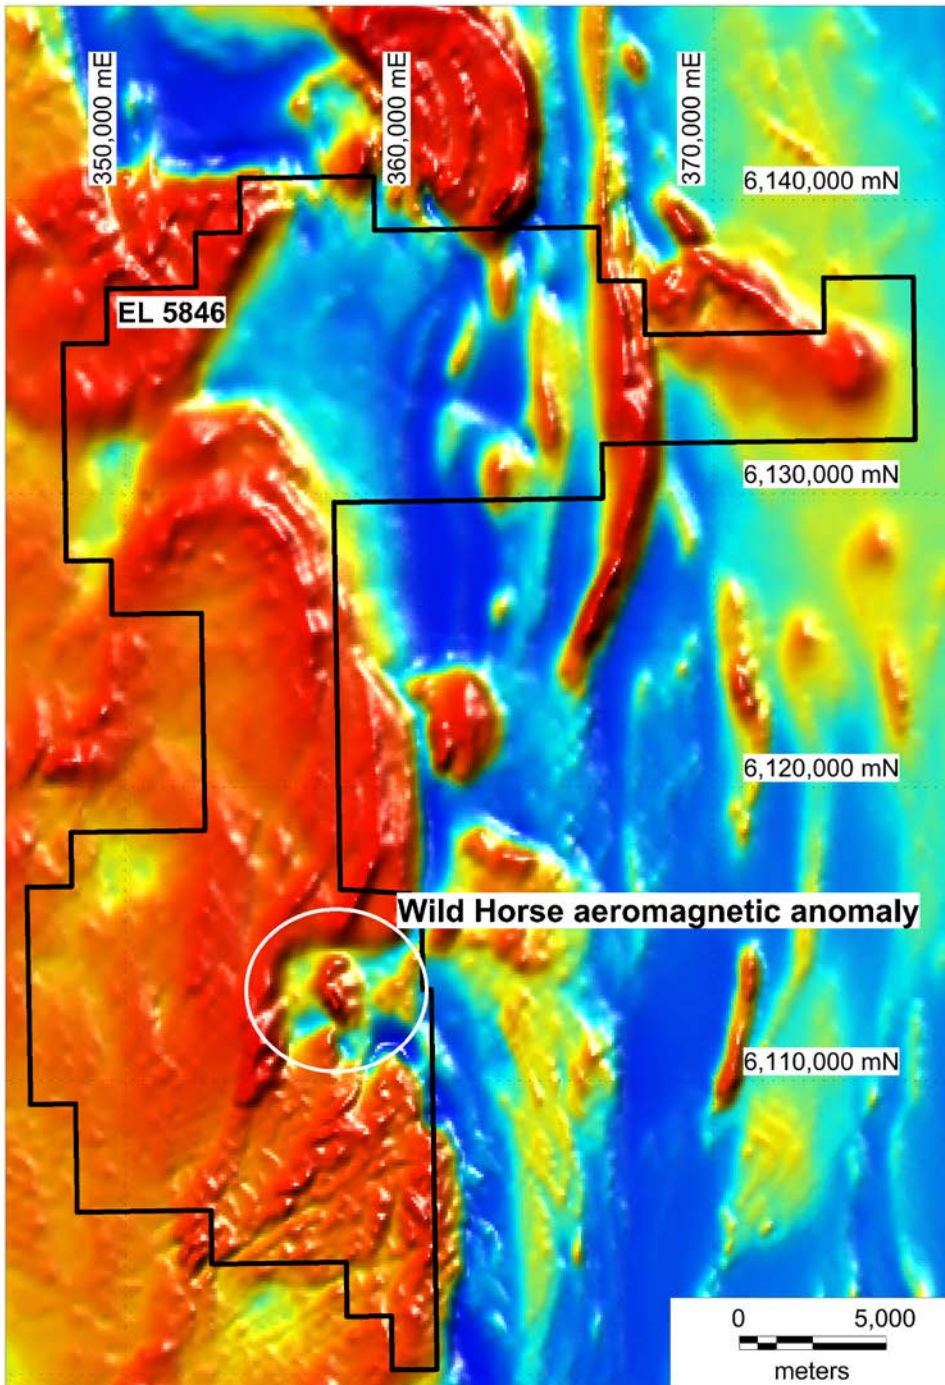 350,000 mE
360,000 mE
370,000 mE
6,140,000 mN
EL 5846
6,130,000 mN
6,120,000 mN
Wild Horse aeromagnetic anomaly
6,110,000 mN
0 5,000
meters